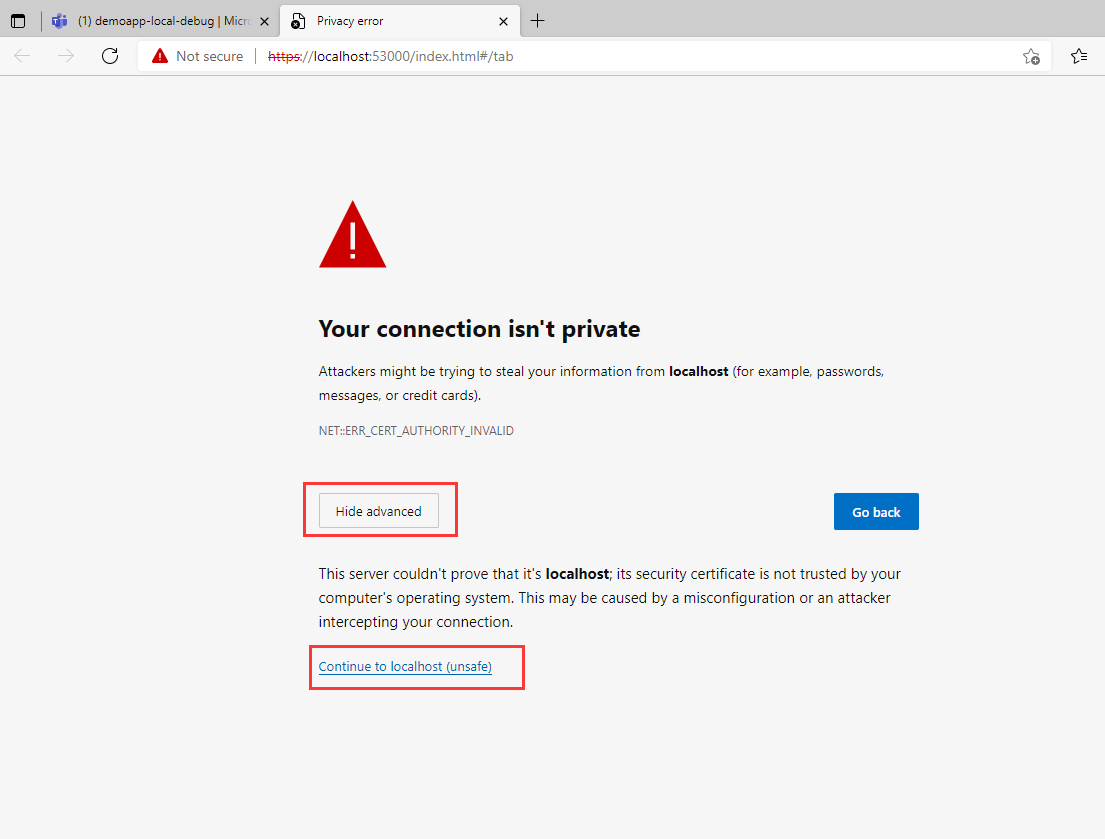 (1) demoapp-local-debug | Micro
Privacy error
Not secure
https://localhost:53000/index.html#/tab
Your connection isn't private
Attackers might be trying to steal your information from localhost (for example, passwords,
messages, or credit cards).
NET::ERR_CERT_AUTHORITY_INVALID
Hide advanced
Go back
This server couldn't prove that it's localhost; its security certificate is not trusted by your
computer's operating system. This may be caused by a misconfiguration or an attacker
intercepting your connection.
Continue to localhost (unsafe)